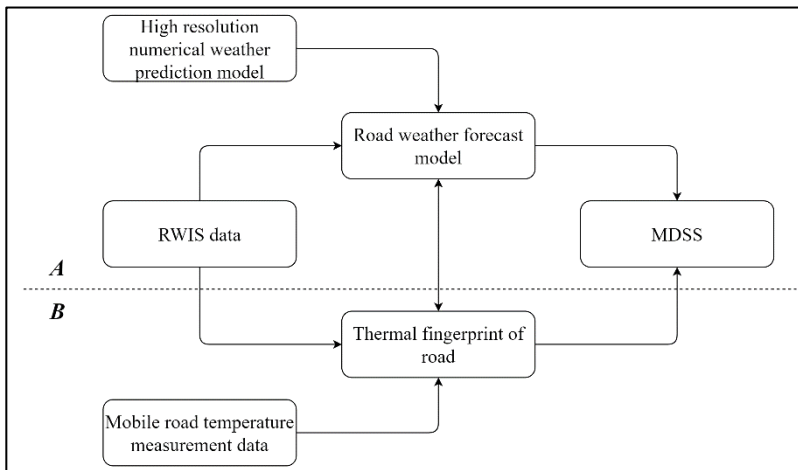 High resolution
numerical weather
prediction model
Road weather forecast
model
RWIS data
MDSS
A
B
Thermal fingerprint of
road
Mobile road temperature
measurement data